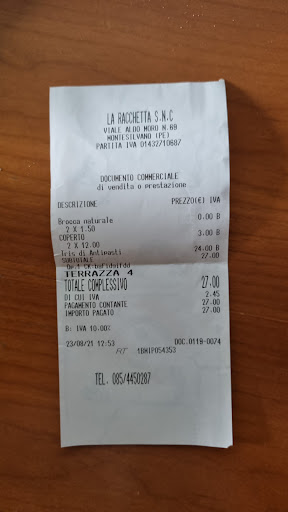 LA RACCHETTA S.N.C
VIALE ALDO MORO N.69
MONTESILVANO (PE)
PARTITA IVA 01432710687
DOCUMENTO COMMERCIALE
di vendita o prestazione
DESCRIZIONE PREZZO(€) IVA
Brocca naturale 0.00 B
2 X 1.50
COPERTO 3.00 B
2 X 12.00
Tris di Antipasti 24.00 B
SUBTOTALE 27.00
TERRAZZA 4
TOTALE COMPLESSIVO 27,00
DI CUI IVA 2.45
PAGAMENTO CONTANTE 27.00
IMPORTO PAGATO 27.00
B: IVA 10.00%
23/08/21 12:53 DOC.0119-0074
RT 1BMTP054353
TEL. 085/4450287